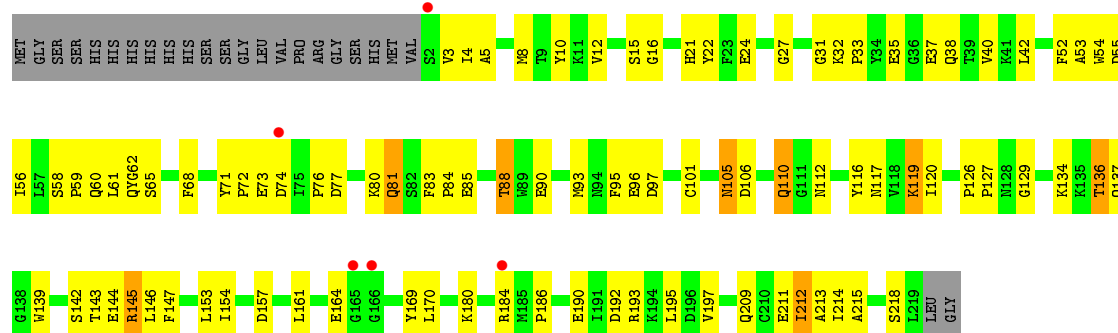 MET GLY SER SER HIS HIS HIS HIS HIS HIS SER SER GLY LEU VAL PRO ARG GLY SER HIS MET VAL S2 V3 I4 A5 M8 T9 Y10 K11 V12 S15 G16 H21 Y22 F23 E24 G27 G31 K32 P33 Y34 E35 G36 E37 Q38 T39 V40 K41 L42 F52 A53 W54 D55
I56 L57 S58 P59 Q60 L61 QYG62 S65 F68 Y71 P72 E73 D74 I75 P76 D77 K80 Q81 S82 F83 P84 E85 T88 W89 E90 M93 N94 F95 E96 D97 C101 N105 D106 Q110 G111 N112 Y116 N117 V118 K119 I120 P126 P127 N128 G129 K134 K135 T136 Q137
G138 W139 S142 T143 E144 R145 L146 F147 L153 I154 D157 L161 E164 G165 G166 Y169 L170 K180 R184 M185 P186 E190 I191 D192 R193 K194 L195 D196 V197 Q209 C210 E211 I212 A213 I214 A215 S218 L219 LEU GLY